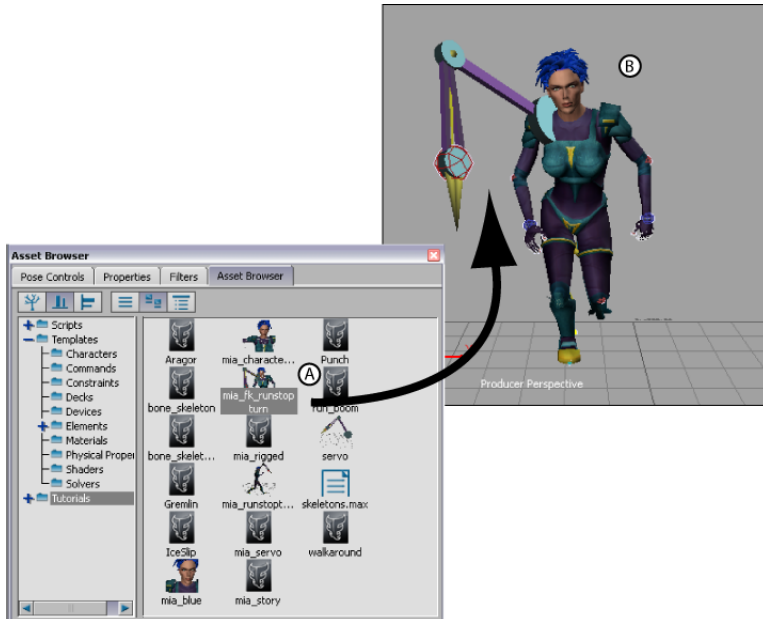 B
Producer Perspective
Asset Browser
Pose Controls
Properties
Filters
Asset Browser
Scripts
Templates
Characters
Commands
Constraints
Decks
Devices
Elements
Materials
Physical Proper
Shaders
Solvers
Tutorials
Aragor
mia_characte...
Punch
A
bone_skeleton
mia_fk_runstop
turn
run_boom
bone_skelet...
mia_rigged
servo
Gremlin
mia_runstopt...
skeletons.max
IceSlip
mia_servo
walkaround
mia_blue
mia_story